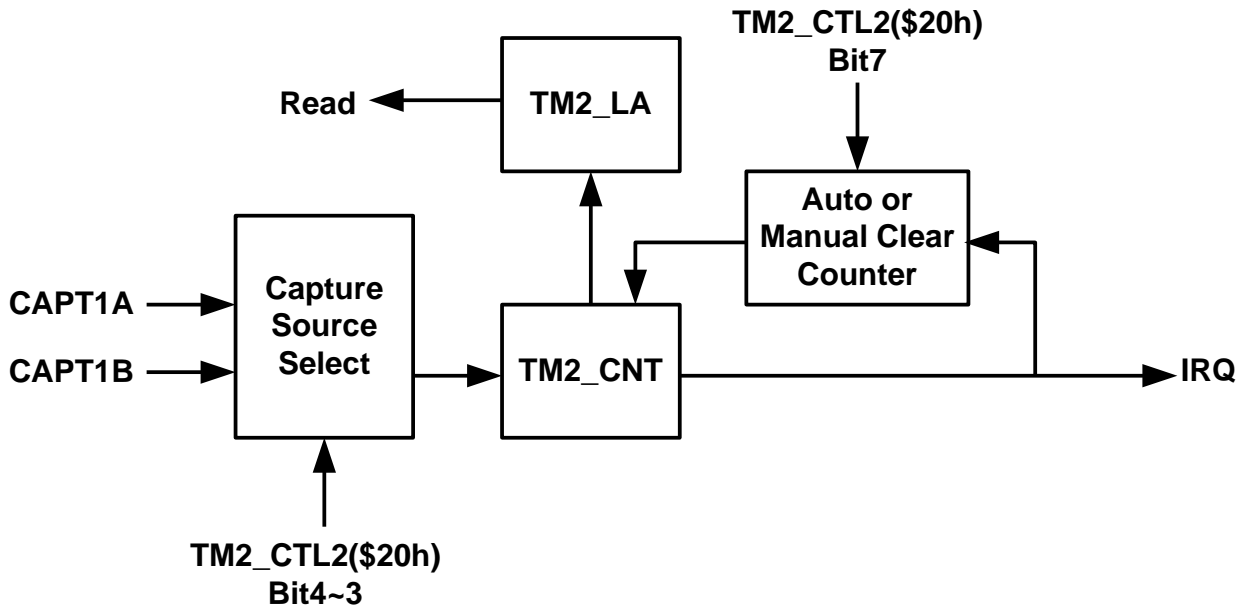 TM2_CTL2($20h)
Bit7
Read
TM2_LA
Auto or
Manual Clear
Counter
CAPT1A
CAPT1B
Capture
Source
Select
TM2_CNT
IRQ
TM2_CTL2($20h)
Bit4~3